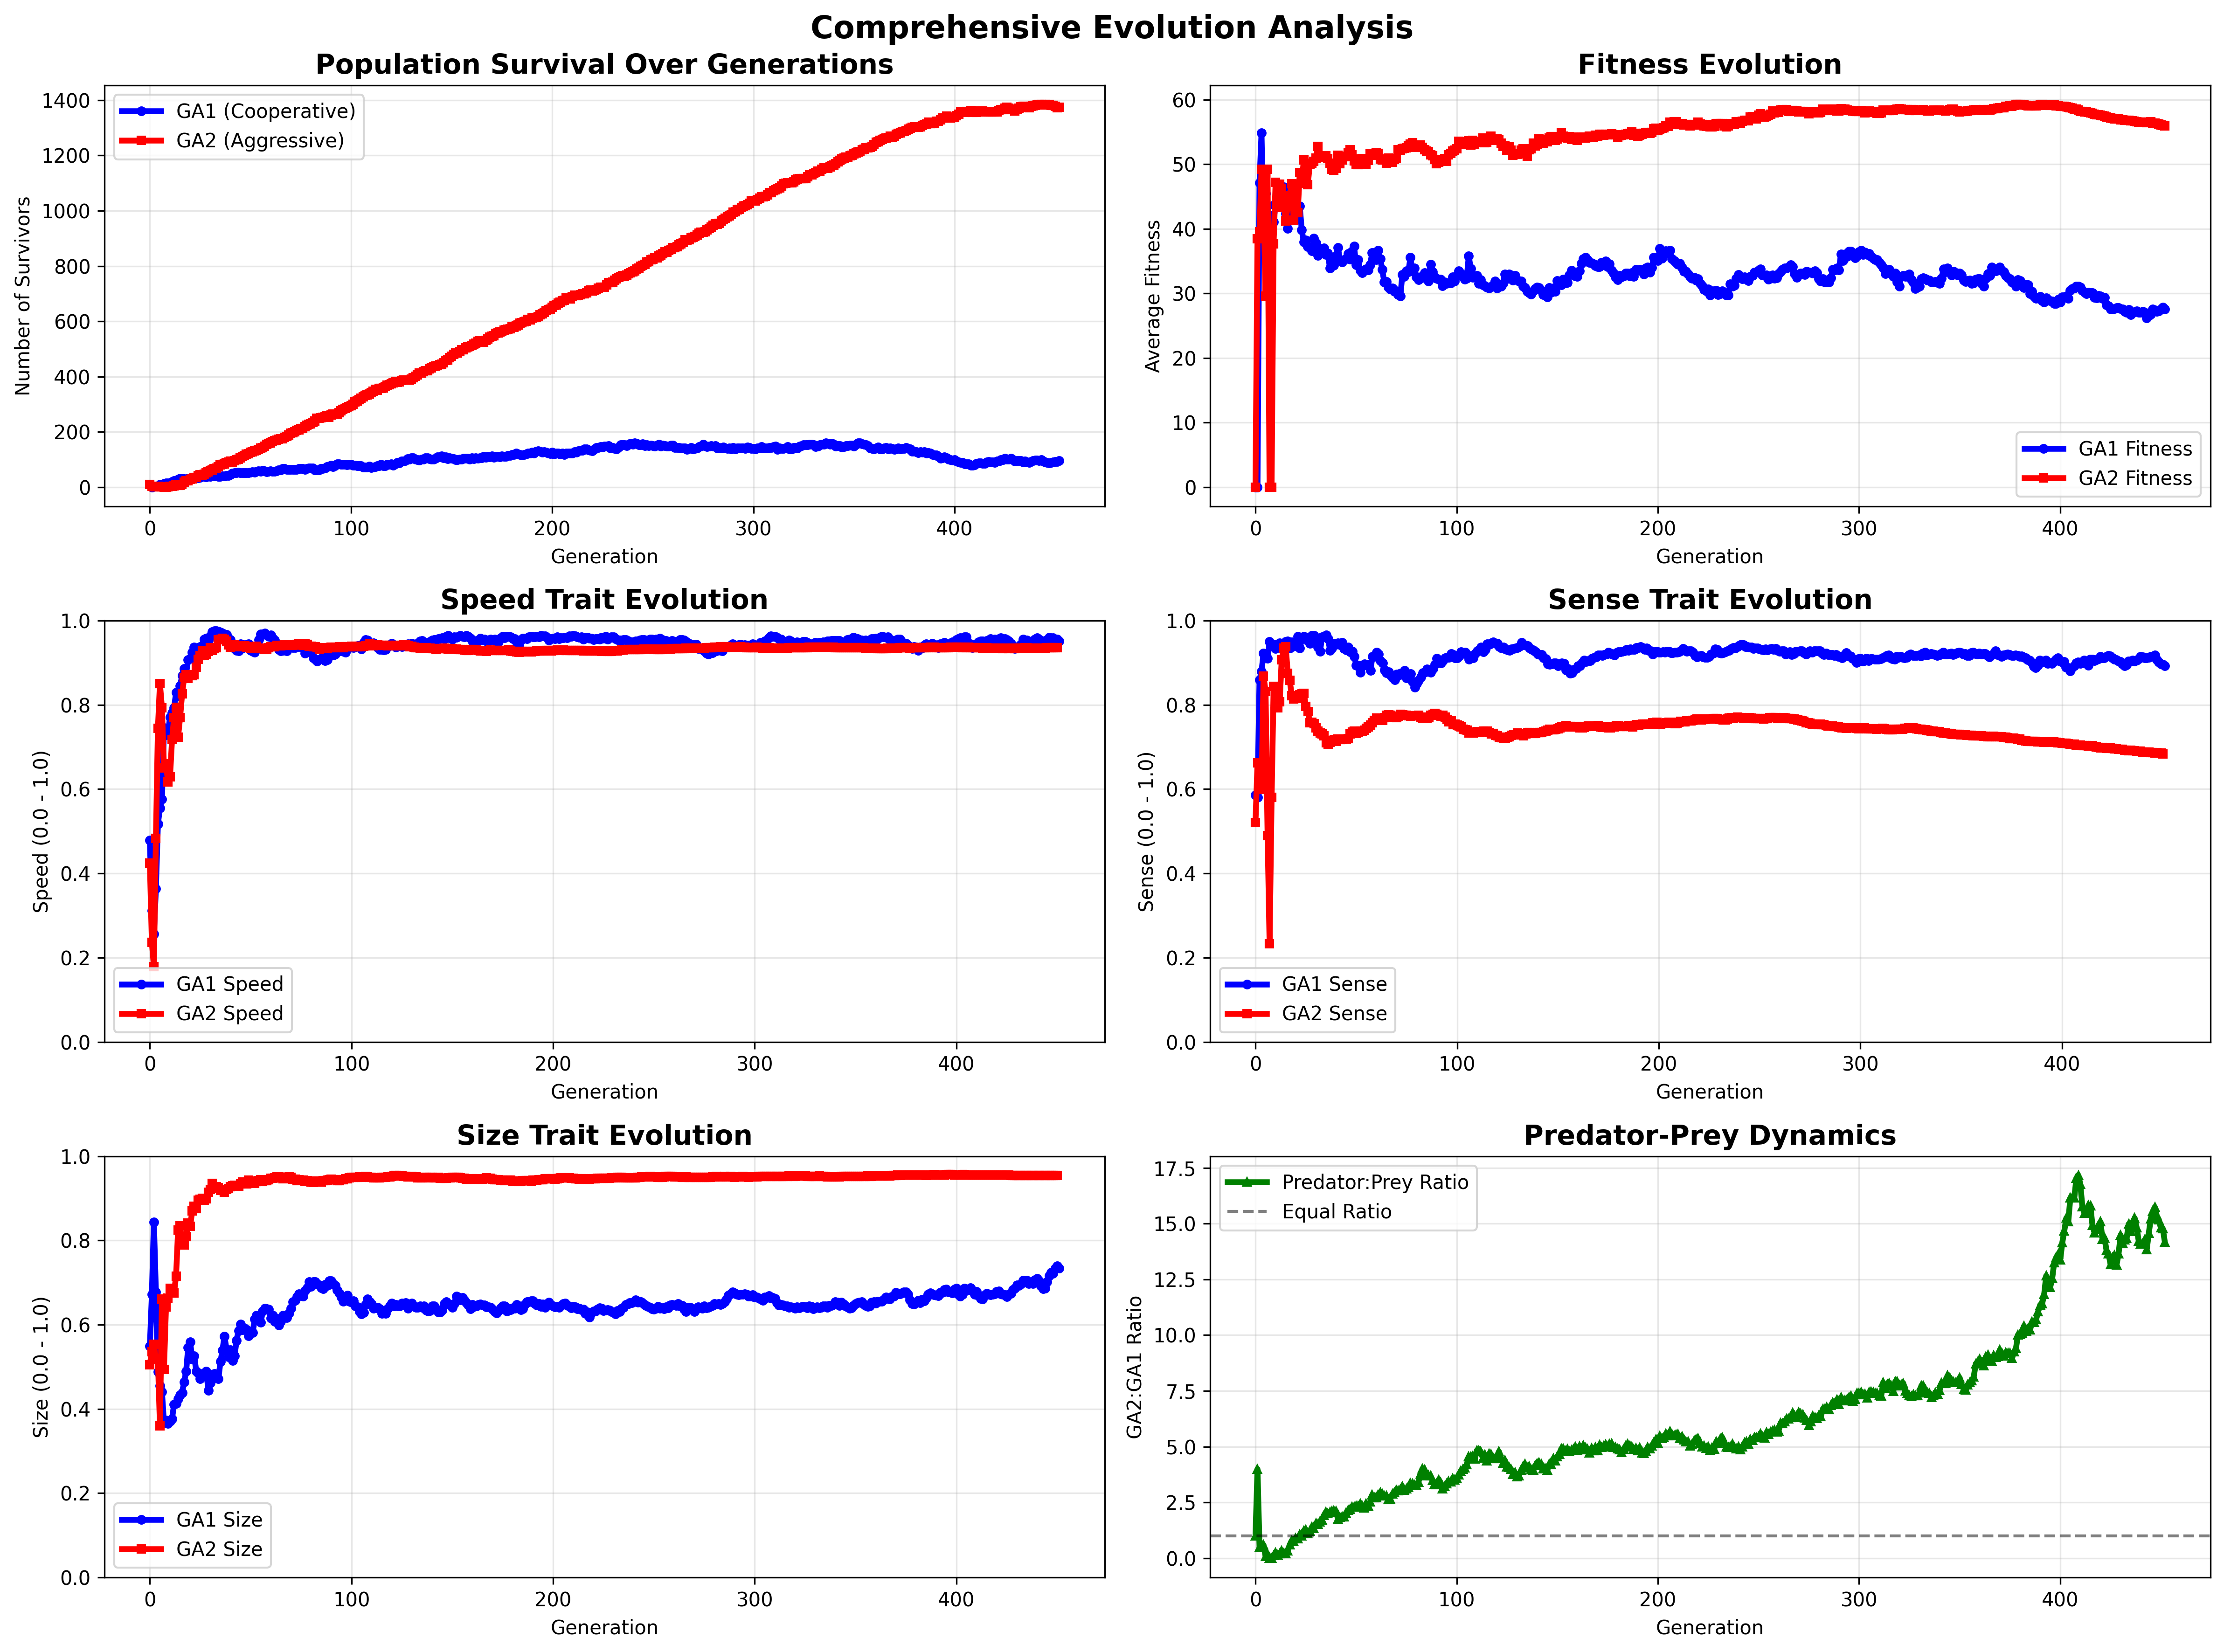 Comprehensive Evolution Analysis
Population Survival Over Generations
1400
1200
1000
800
600
400
200
0
Number of Survivors
GA1 (Cooperative)
GA2 (Aggressive)
0 100 200 300 400
Generation
Fitness Evolution
60
50
40
30
20
10
0
Average Fitness
GA1 Fitness
GA2 Fitness
0 100 200 300 400
Generation
Speed Trait Evolution
1.0
0.8
0.6
0.4
0.2
0.0
Speed (0.0 - 1.0)
GA1 Speed
GA2 Speed
0 100 200 300 400
Generation
Sense Trait Evolution
1.0
0.8
0.6
0.4
0.2
0.0
Sense (0.0 - 1.0)
GA1 Sense
GA2 Sense
0 100 200 300 400
Generation
Size Trait Evolution
1.0
0.8
0.6
0.4
0.2
0.0
Size (0.0 - 1.0)
GA1 Size
GA2 Size
0 100 200 300 400
Generation
Predator-Prey Dynamics
17.5
15.0
12.5
10.0
7.5
5.0
2.5
0.0
GA2:GA1 Ratio
Predator:Prey Ratio
Equal Ratio
0 100 200 300 400
Generation